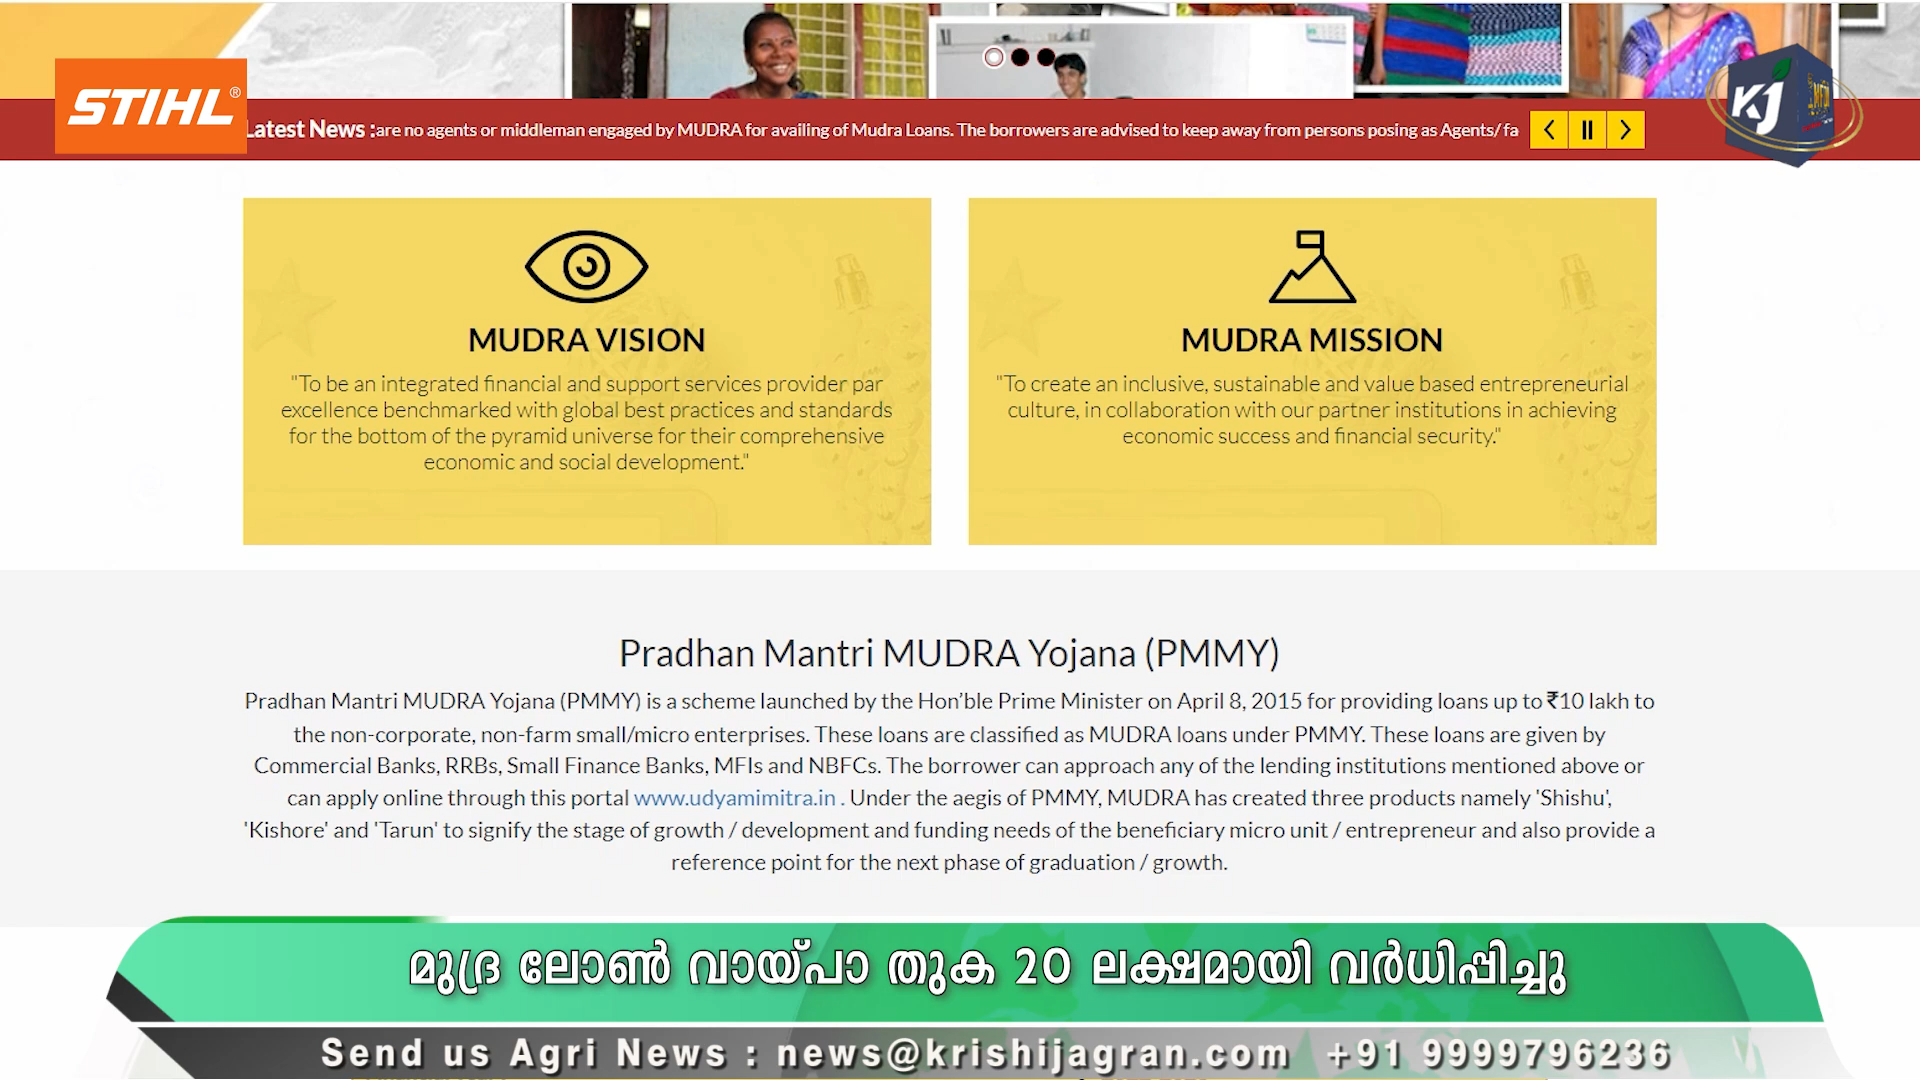 STIHL®
Latest News : are no agents or middleman engaged by MUDRA for availing of Mudra Loans. The borrowers are advised to keep away from persons posing as Agents/ fa
KJ
MUDRA VISION
"To be an integrated financial and support services provider par
excellence benchmarked with global best practices and standards
for the bottom of the pyramid universe for their comprehensive
economic and social development."
MUDRA MISSION
"To create an inclusive, sustainable and value based entrepreneurial
culture, in collaboration with our partner institutions in achieving
economic success and financial security."
Pradhan Mantri MUDRA Yojana (PMMY)
Pradhan Mantri MUDRA Yojana (PMMY) is a scheme launched by the Hon'ble Prime Minister on April 8, 2015 for providing loans up to ₹10 lakh to
the non-corporate, non-farm small/micro enterprises. These loans are classified as MUDRA loans under PMMY. These loans are given by
Commercial Banks, RRBs, Small Finance Banks, MFIs and NBFCs. The borrower can approach any of the lending institutions mentioned above or
can apply online through this portal www.udyamimitra.in . Under the aegis of PMMY, MUDRA has created three products namely 'Shishu',
'Kishore' and 'Tarun' to signify the stage of growth / development and funding needs of the beneficiary micro unit / entrepreneur and also provide a
reference point for the next phase of graduation / growth.
മുദ്ര ലോൺ വായ്പാ തുക 20 ലക്ഷമായി വർധിപ്പിച്ചു
Send us Agri News : news@krishijagran.com +91 9999796236